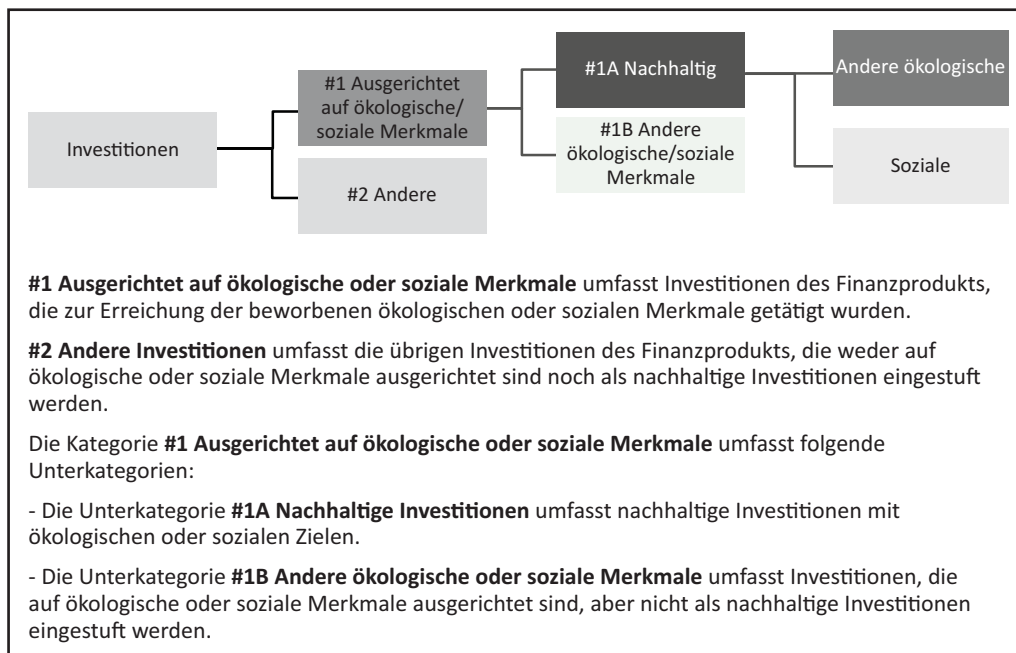 Investitionen
#1 Ausgerichtet
auf ökologische/
soziale Merkmale
#2 Andere
#1A Nachhaltig
#1B Andere
ökologische/soziale
Merkmale
Andere ökologische
Soziale
#1 Ausgerichtet auf ökologische oder soziale Merkmale umfasst Investitionen des Finanzprodukts,
die zur Erreichung der beworbenen ökologischen oder sozialen Merkmale getätigt wurden.
#2 Andere Investitionen umfasst die übrigen Investitionen des Finanzprodukts, die weder auf
ökologische oder soziale Merkmale ausgerichtet sind noch als nachhaltige Investitionen eingestuft
werden.
Die Kategorie #1 Ausgerichtet auf ökologische oder soziale Merkmale umfasst folgende
Unterkategorien:
- Die Unterkategorie #1A Nachhaltige Investitionen umfasst nachhaltige Investitionen mit
ökologischen oder sozialen Zielen.
- Die Unterkategorie #1B Andere ökologische oder soziale Merkmale umfasst Investitionen, die
auf ökologische oder soziale Merkmale ausgerichtet sind, aber nicht als nachhaltige Investitionen
eingestuft werden.